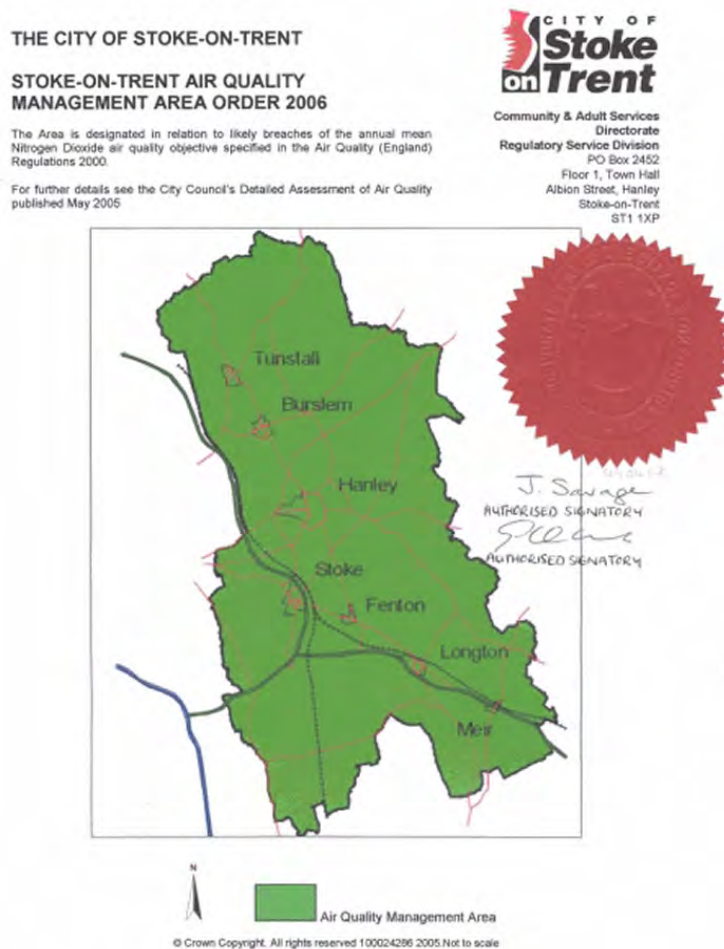 THE CITY OF STOKE-ON-TRENT
STOKE-ON-TRENT AIR QUALITY
MANAGEMENT AREA ORDER 2006
The Area is designated in relation to likely breaches of the annual mean
Nitrogen Dioxide air quality objective specified in the Air Quality (England)
Regulations 2000.
For further details see the City Council's Detailed Assessment of Air Quality
published May 2005
CITY OF
Stoke
on Trent
Community & Adult Services
Directorate
Regulatory Service Division
PO Box 2452
Floor 1, Town Hall
Albion Street, Hanley
Stoke-on-Trent
ST1 1XP
Tunstall
Burslem
Hanley
J. Savage
AUTHORISED SIGNATORY
AUTHORISED SIGNATORY
Stoke
Fenton
Longton
Meir
N
Air Quality Management Area
© Crown Copyright. All rights reserved 100024286 2005.Not to scale